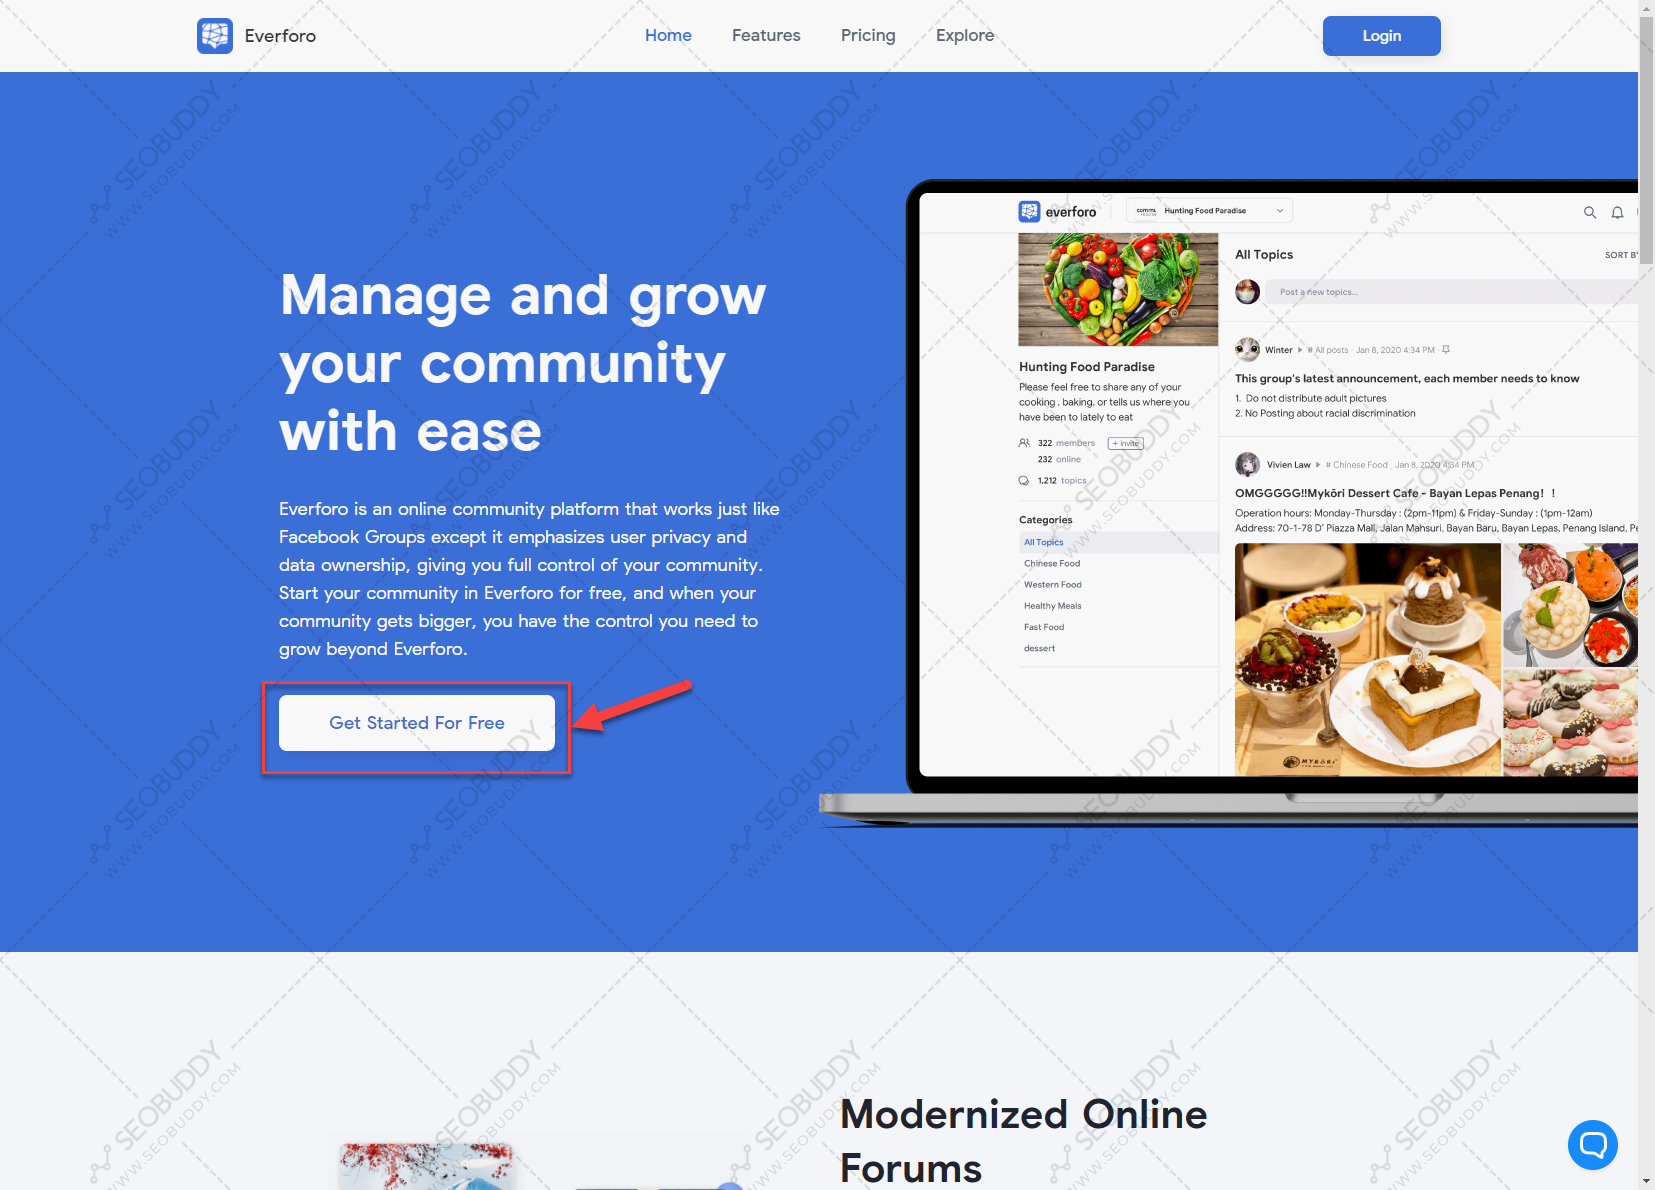 Everforo
Home
Features
Pricing
Explore
Login
Manage and grow
your community
with ease
Everforo is an online community platform that works just like
Facebook Groups except it emphasizes user privacy and
data ownership, giving you full control of your community.
Start your community in Everforo for free, and when your
community gets bigger, you have the control you need to
grow beyond Everforo.
Get Started For Free
everforo
Hunting Food Paradise
Hunting Food Paradise
Please feel free to share any of your
cooking , baking, or tells us where you
have been to lately to eat
322 members
+ Invite
232 online
1,212 topics
Categories
All Topics
Chinese Food
Western Food
Healthy Meals
Fast Food
dessert
All Topics
SORT BY
Post a new topics...
Winter # All posts · Jan 8, 2020 4:34 PM
This group's latest announcement, each member needs to know
1. Do not distribute adult pictures
2. No Posting about racial discrimination
Vivien Law # Chinese Food Jan 8, 2020 4:34 PM
OMGGGGG!!Mykōri Dessert Cafe - Bayan Lepas Penang！！
Operation hours: Monday-Thursday : (2pm-11pm) & Friday-Sunday : (1pm-12am)
Address: 70-1-78 D' Piazza Mall, Jalan Mahsuri, Bayan Baru, Bayan Lepas, Penang Island, Pe
MYKŌRI
Modernized Online
Forums
SEOBUDDY
WWW.SEOBUDDY.COM